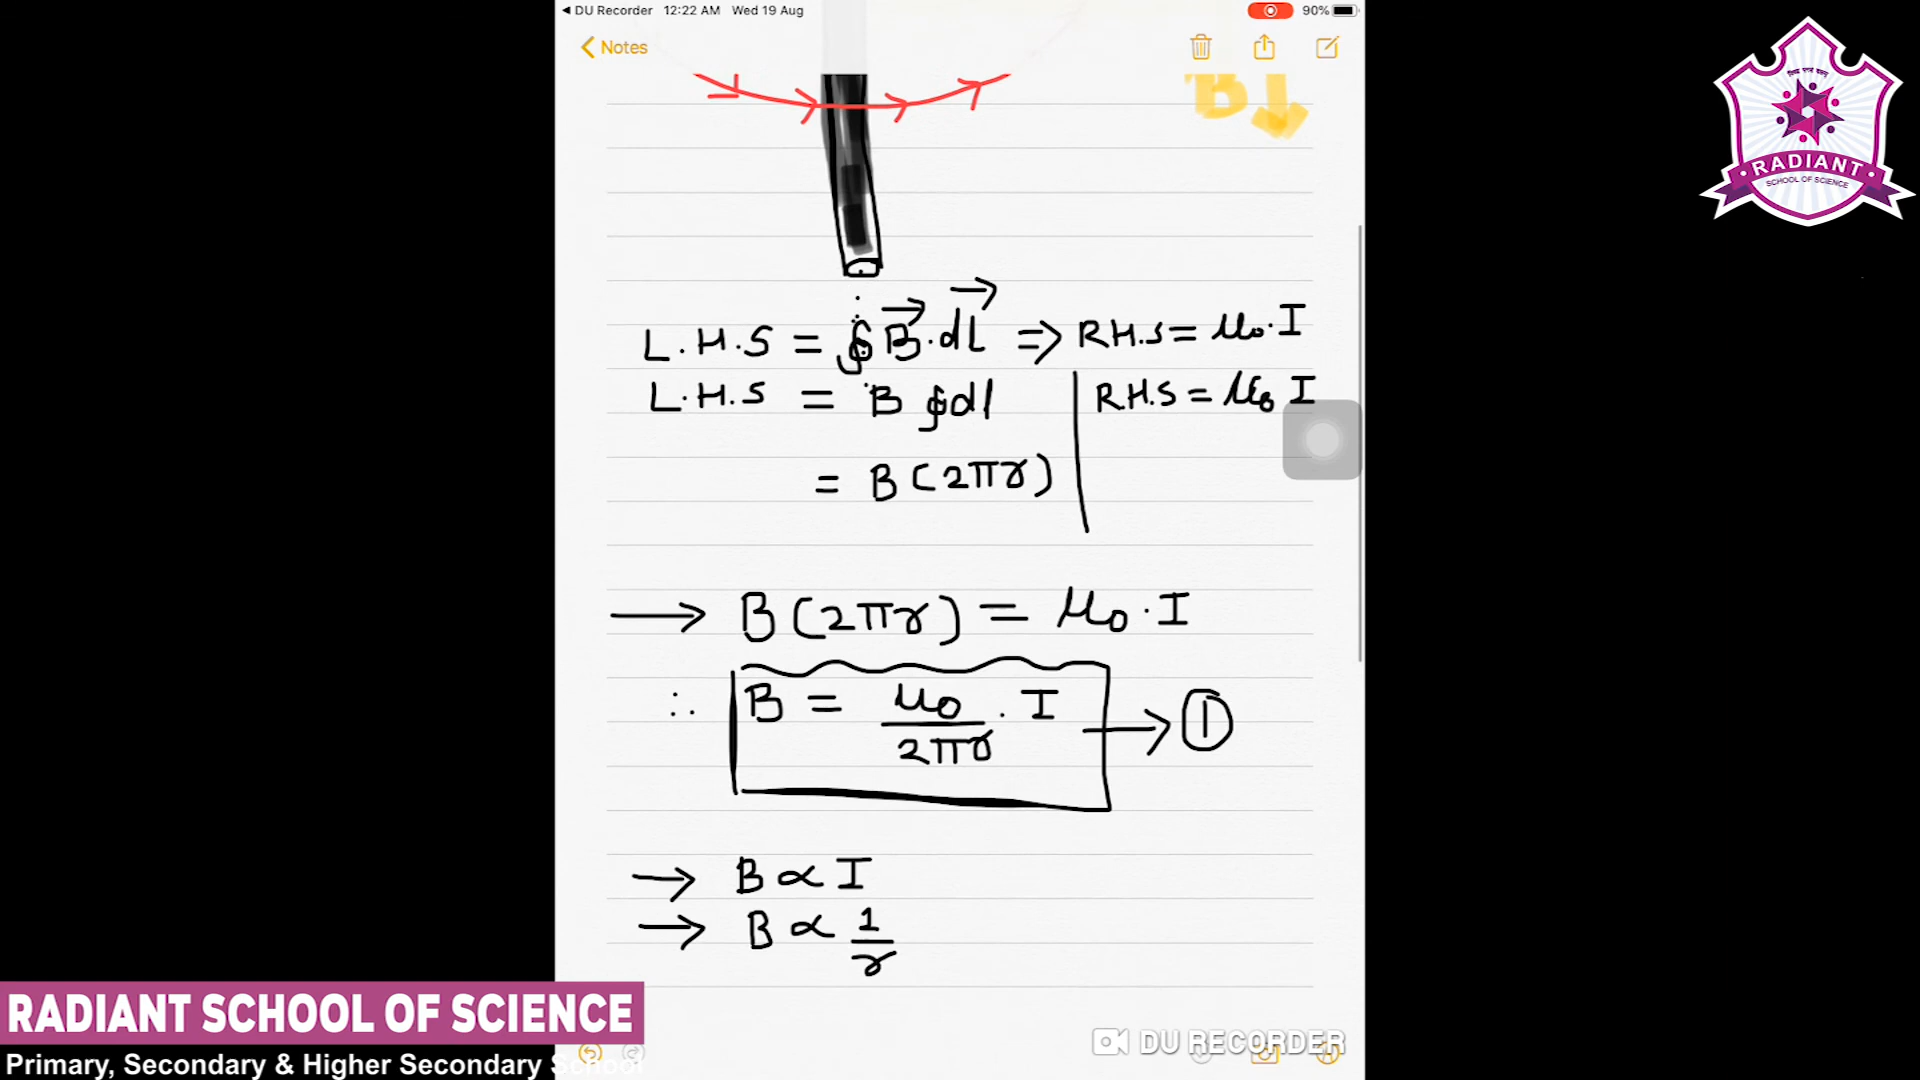 DU Recorder 12:22 AM Wed 19 Aug 90%
Notes
B↓
L.H.S = ∮ B⃗ . dl⃗ => R.H.S = μ₀ . I
L.H.S = B ∮ dl R.H.S = μ₀ I
= B (2πr)
→ B (2πr) = μ₀ . I
∴ B = μ₀/2πr . I → ①
→ B ∝ I
→ B ∝ 1/r
RADIANT
SCHOOL OF SCIENCE
RADIANT SCHOOL OF SCIENCE
Primary, Secondary & Higher Secondary School
DU RECORDER